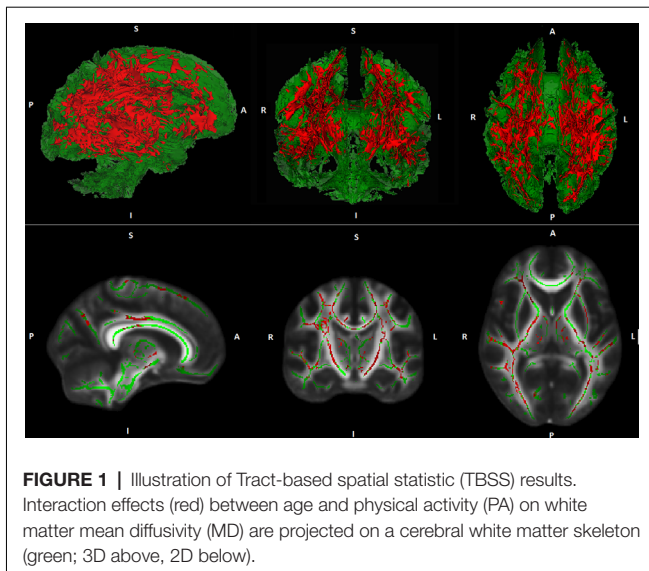 S S A
P A R L R L
I I P
S S A
P A R L R L
I I P
FIGURE 1 | Illustration of Tract-based spatial statistic (TBSS) results.
Interaction effects (red) between age and physical activity (PA) on white
matter mean diffusivity (MD) are projected on a cerebral white matter skeleton
(green; 3D above, 2D below).